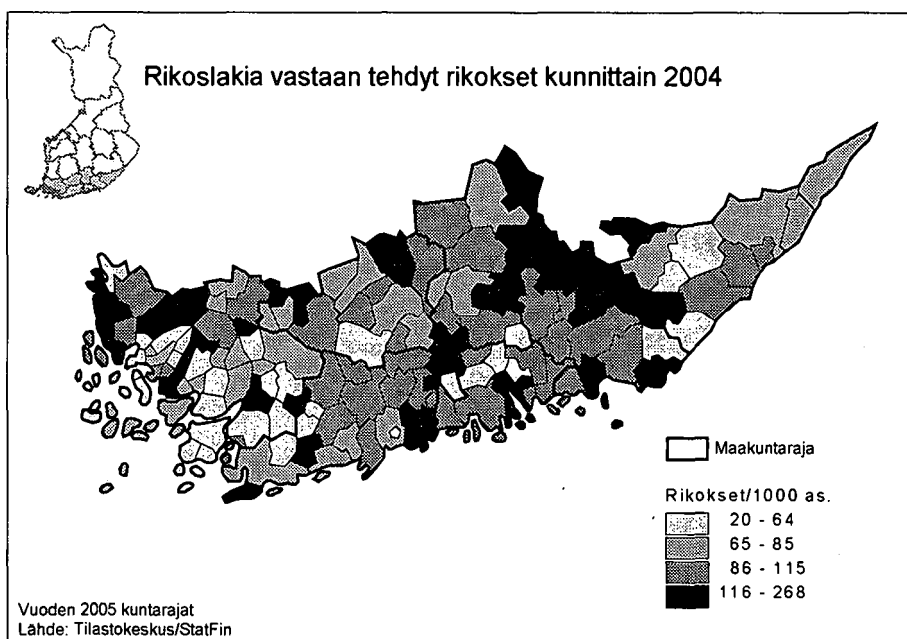 Rikoslakia vastaan tehdyt rikokset kunnittain 2004
Maakuntaraja
Rikokset/1000 as.
20 - 64
65 - 85
86 - 115
116 - 268
Vuoden 2005 kuntarajat
Lähde: Tilastokeskus/StatFin